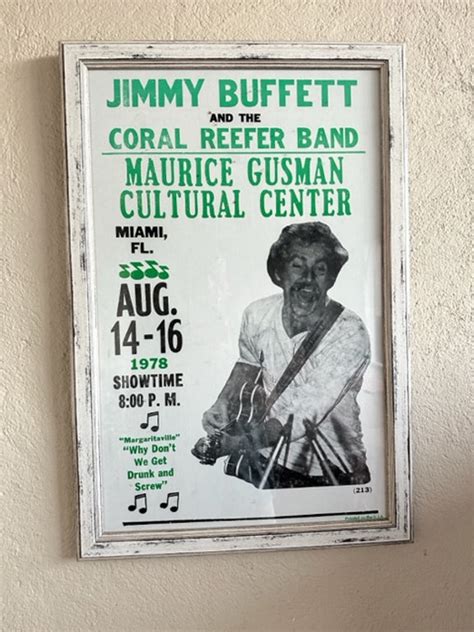 JIMMY BUFFETT
AND THE
CORAL REEFER BAND
MAURICE GUSMAN
CULTURAL CENTER
MIAMI,
FL.
AUG.
14-16
1978
SHOWTIME
8:00 P. M.
"Margaritaville"
"Why Don't
We Get
Drunk and
Screw"
(213)